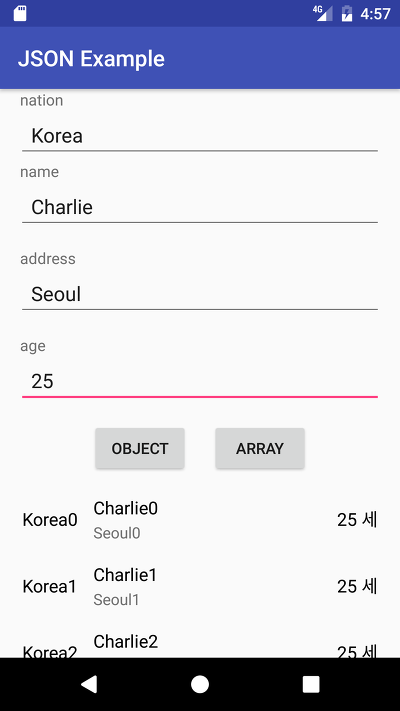 4G 4:57
JSON Example
nation
Korea
name
Charlie
address
Seoul
age
25
OBJECT ARRAY
Korea0 Charlie0 25 세
Seoul0
Korea1 Charlie1 25 세
Seoul1
Korea2 Charlie2 25 세